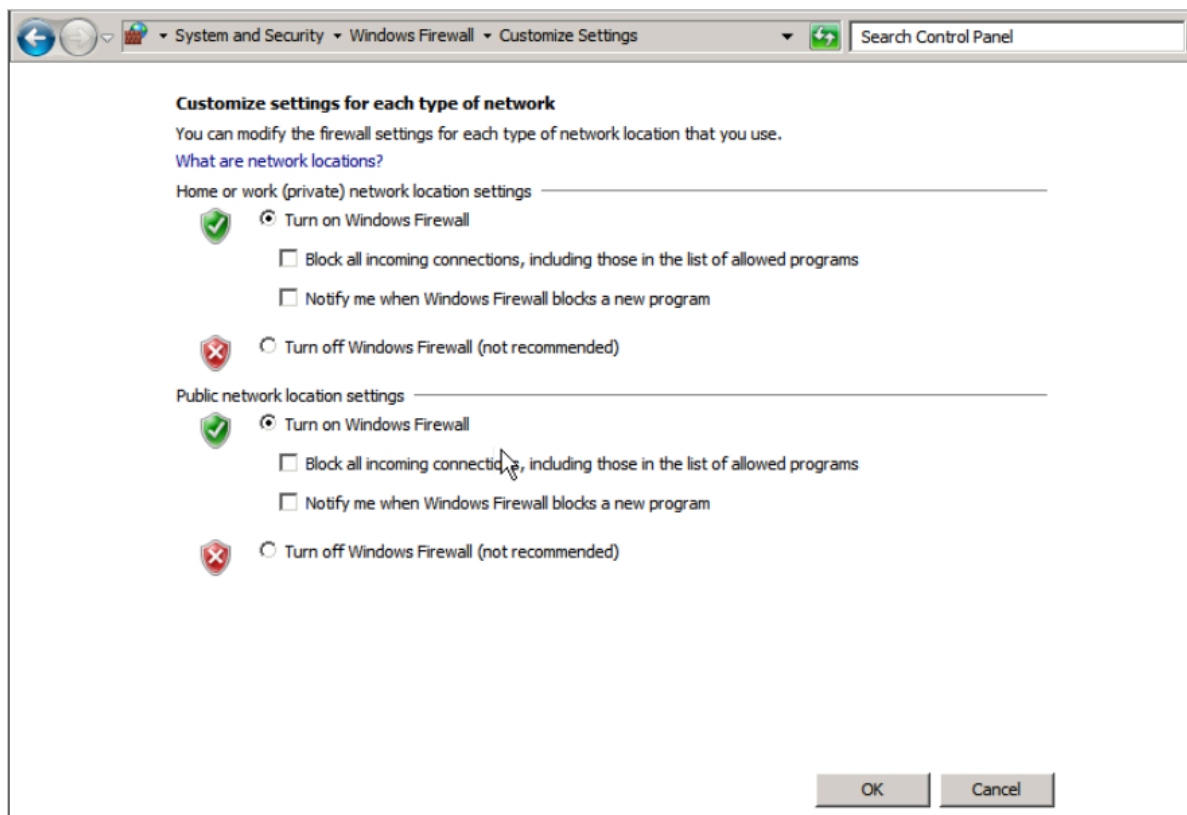 System and Security Windows Firewall Customize Settings Search Control Panel
Customize settings for each type of network
You can modify the firewall settings for each type of network location that you use.
What are network locations?
Home or work (private) network location settings
Turn on Windows Firewall
Block all incoming connections, including those in the list of allowed programs
Notify me when Windows Firewall blocks a new program
Turn off Windows Firewall (not recommended)
Public network location settings
Turn on Windows Firewall
Block all incoming connections, including those in the list of allowed programs
Notify me when Windows Firewall blocks a new program
Turn off Windows Firewall (not recommended)
OK Cancel